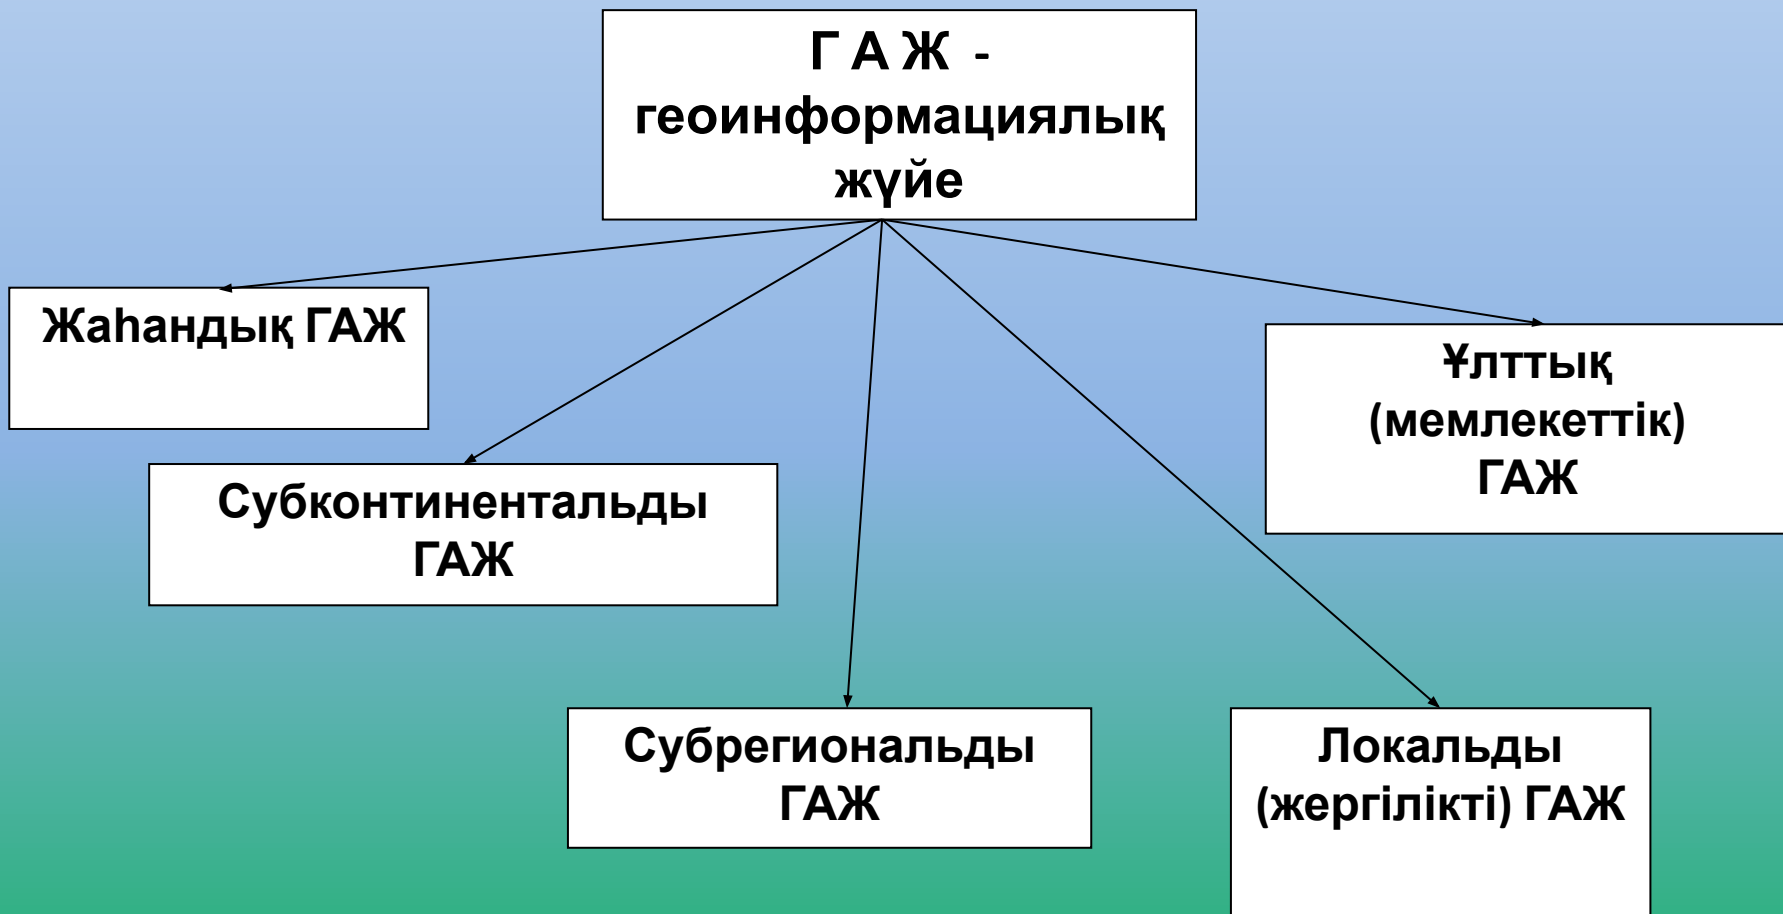 Г А Ж -
геоинформациялық
жүйе
Жаһандық ГАЖ
Ұлттық
(мемлекеттік)
ГАЖ
Субконтинентальды
ГАЖ
Субрегиональды
ГАЖ
Локальды
(жергілікті) ГАЖ